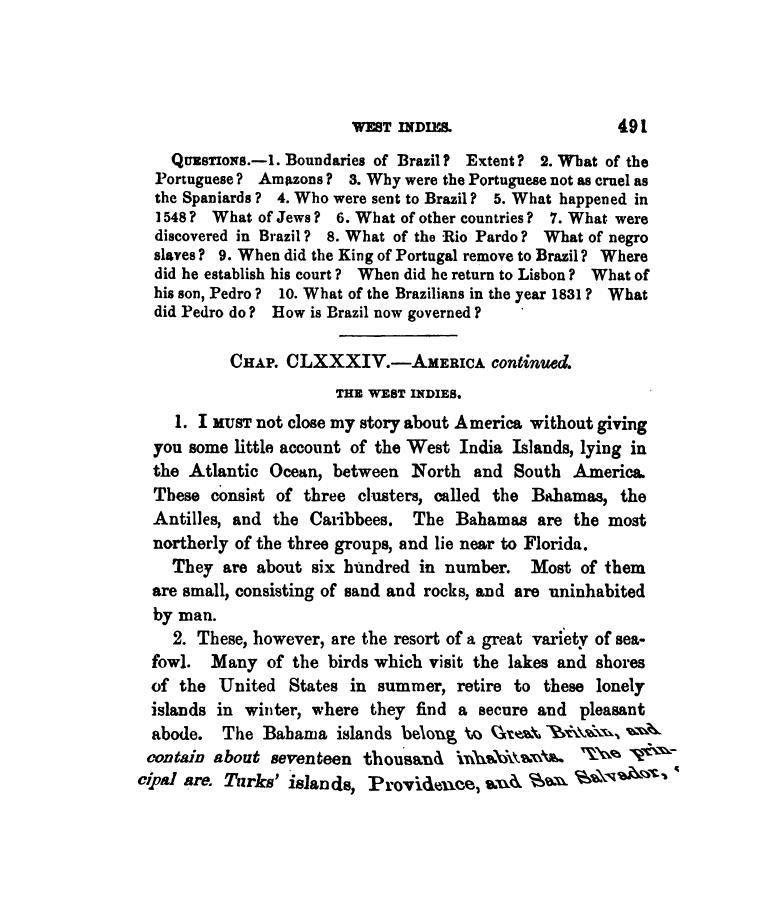 WEST INDIES.
491
QUESTIONS.—1. Boundaries of Brazil? Extent? 2. What of the
Portuguese? Amazons? 3. Why were the Portuguese not as cruel as
the Spaniards? 4. Who were sent to Brazil? 5. What happened in
1548? What of Jews? 6. What of other countries? 7. What were
discovered in Brazil? 8. What of the Rio Pardo? What of negro
slaves? 9. When did the King of Portugal remove to Brazil? Where
did he establish his court? When did he return to Lisbon? What of
his son, Pedro? 10. What of the Brazilians in the year 1831? What
did Pedro do? How is Brazil now governed?
CHAP. CLXXXIV.—AMERICA continued.
THE WEST INDIES.
1. I MUST not close my story about America without giving
you some little account of the West India Islands, lying in
the Atlantic Ocean, between North and South America.
These consist of three clusters, called the Bahamas, the
Antilles, and the Caribbees. The Bahamas are the most
northerly of the three groups, and lie near to Florida.
They are about six hundred in number. Most of them
are small, consisting of sand and rocks, and are uninhabited
by man.
2. These, however, are the resort of a great variety of sea-
fowl. Many of the birds which visit the lakes and shores
of the United States in summer, retire to these lonely
islands in winter, where they find a secure and pleasant
abode. The Bahama islands belong to Great Britain, and
contain about seventeen thousand inhabitants. The prin-
cipal are. Turks' islands, Providence, and San Salvador,